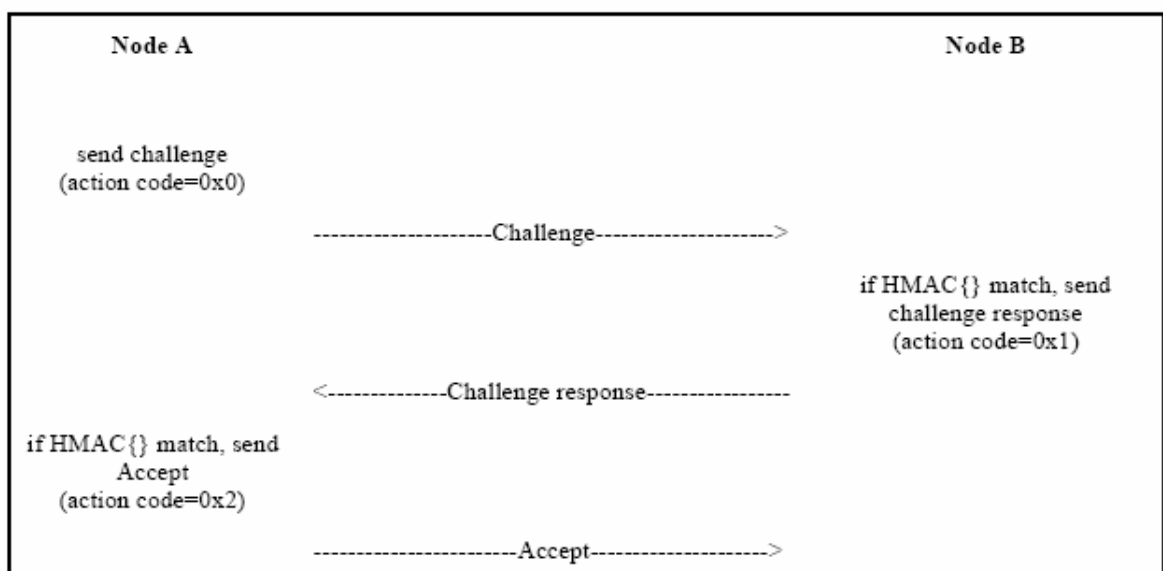 Node A Node B
send challenge
(action code=0x0)
---------------------Challenge--------------------->
if HMAC{} match, send
challenge response
(action code=0x1)
<--------------Challenge response-----------------
if HMAC{} match, send
Accept
(action code=0x2)
------------------------Accept--------------------->